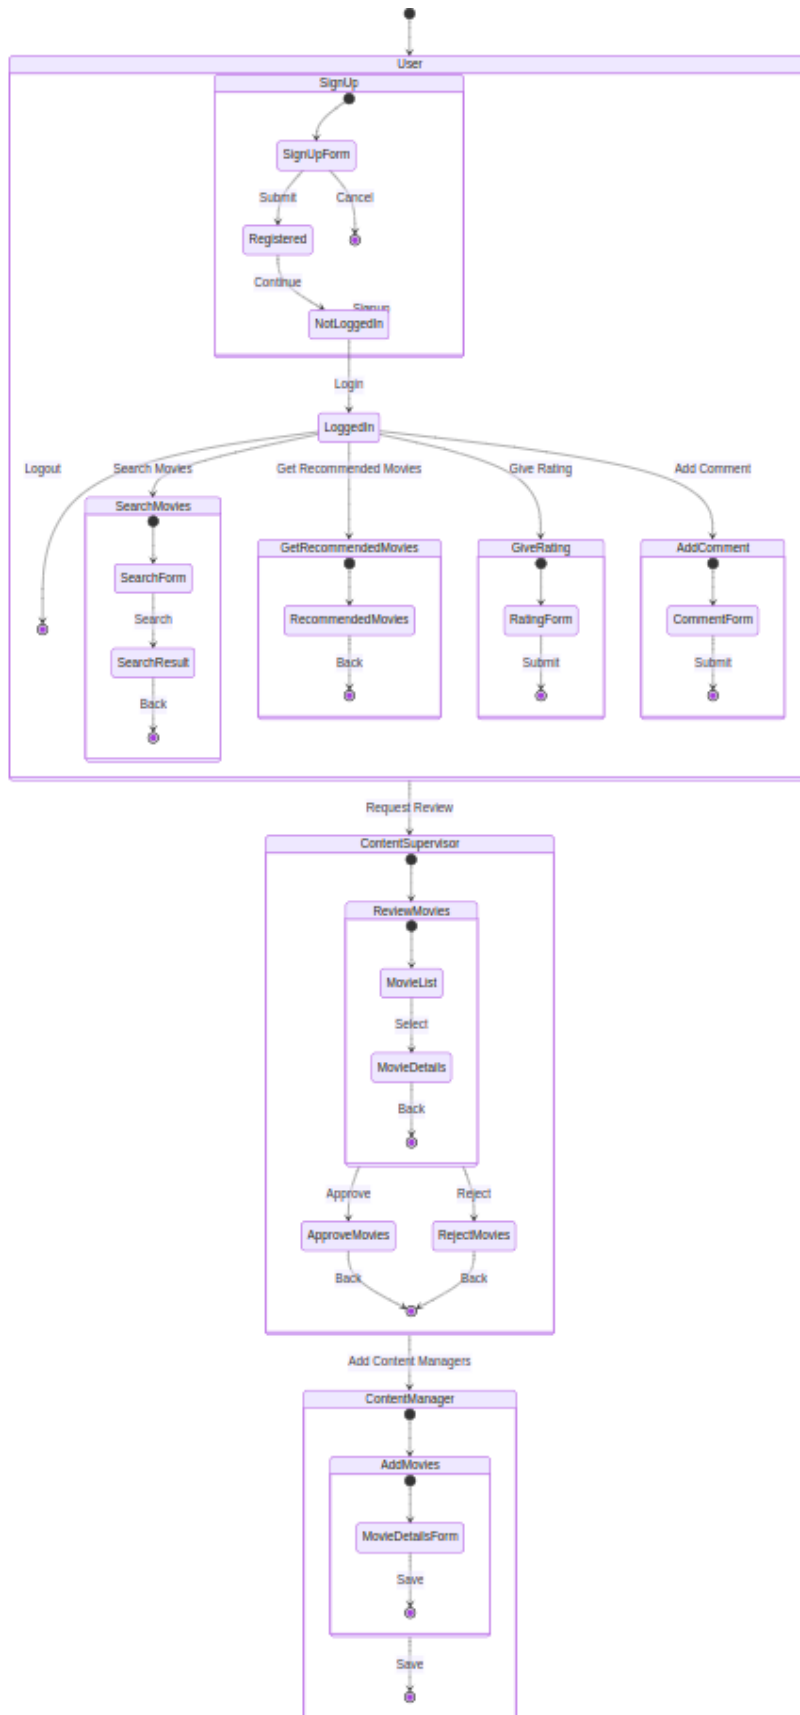 User
SignUp
SignUpForm
Submit
Cancel
Registered
Continue
Signup
NotLoggedIn
Login
LoggedIn
Logout
Search Movies
Get Recommended Movies
Give Rating
Add Comment
SearchMovies
SearchForm
Search
SearchResult
Back
GetRecommendedMovies
RecommendedMovies
Back
GiveRating
RatingForm
Submit
AddComment
CommentForm
Submit
Request Review
ContentSupervisor
ReviewMovies
MovieList
Select
MovieDetails
Back
Approve
Reject
ApproveMovies
RejectMovies
Back
Back
Add Content Managers
ContentManager
AddMovies
MovieDetailsForm
Save
Save